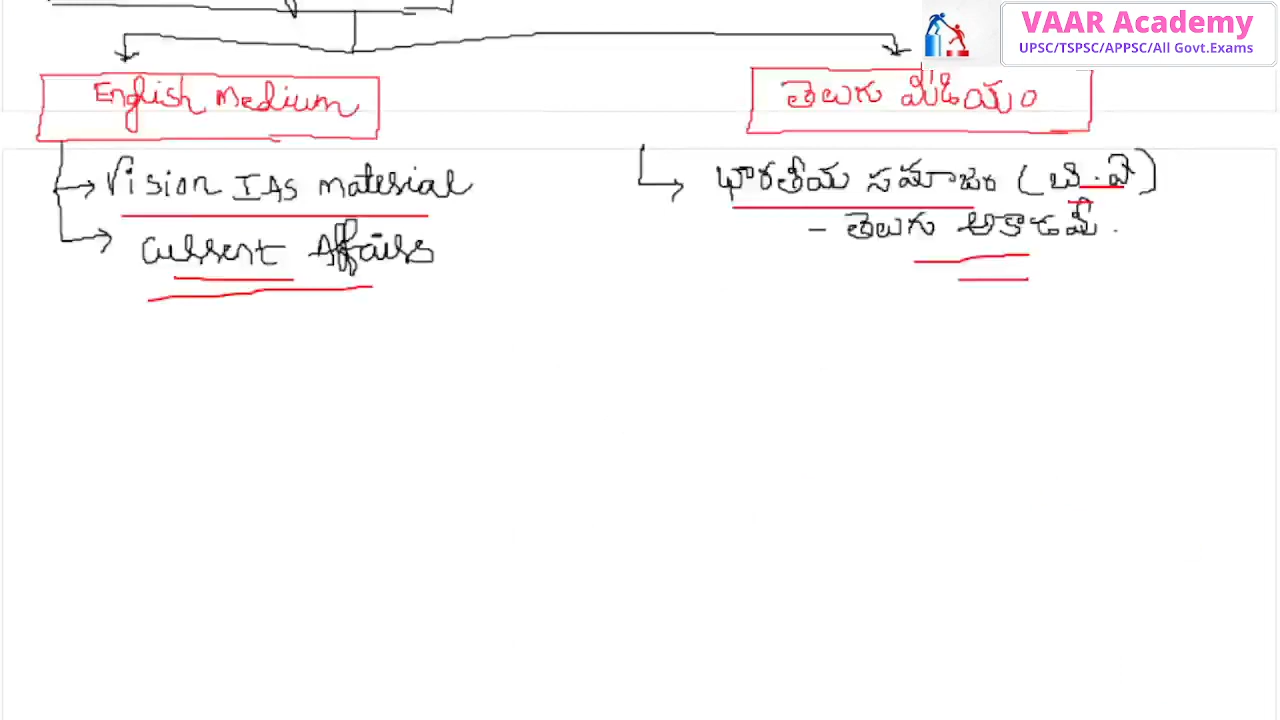 VAAR Academy
UPSC/TSPSC/APPSC/All Govt.Exams
English Medium
తెలుగు మీడియం
Vision IAS material
current Affairs
భారతీయ సమాజం (బి.ఏ)
- తెలుగు అకాడమీ.